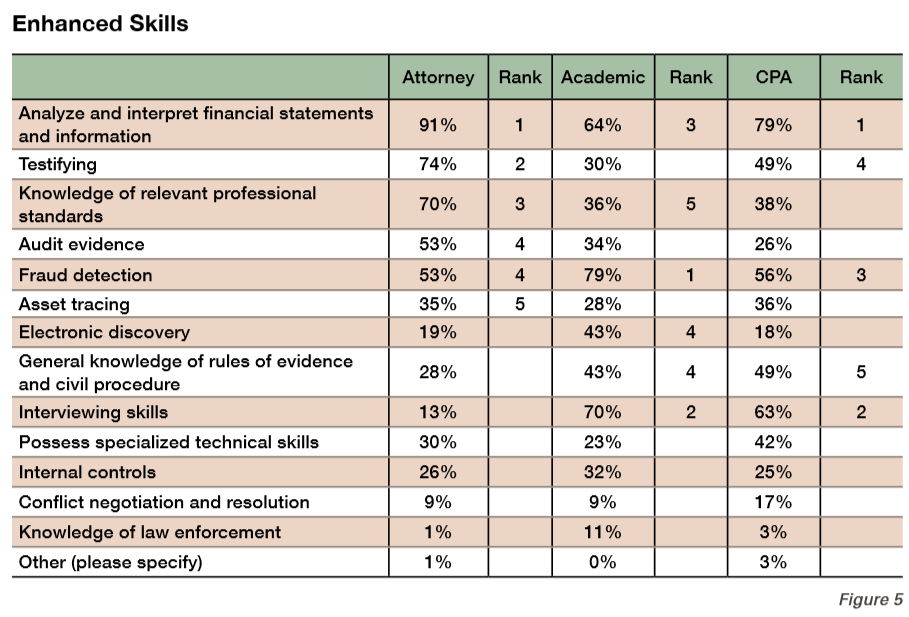 Enhanced Skills
Attorney Rank Academic Rank CPA Rank
Analyze and interpret financial statements
and information 91% 1 64% 3 79% 1
Testifying 74% 2 30% 49% 4
Knowledge of relevant professional
standards 70% 3 36% 5 38%
Audit evidence 53% 4 34% 26%
Fraud detection 53% 4 79% 1 56% 3
Asset tracing 35% 5 28% 36%
Electronic discovery 19% 43% 4 18%
General knowledge of rules of evidence
and civil procedure 28% 43% 4 49% 5
Interviewing skills 13% 70% 2 63% 2
Possess specialized technical skills 30% 23% 42%
Internal controls 26% 32% 25%
Conflict negotiation and resolution 9% 9% 17%
Knowledge of law enforcement 1% 11% 3%
Other (please specify) 1% 0% 3%
Figure 5